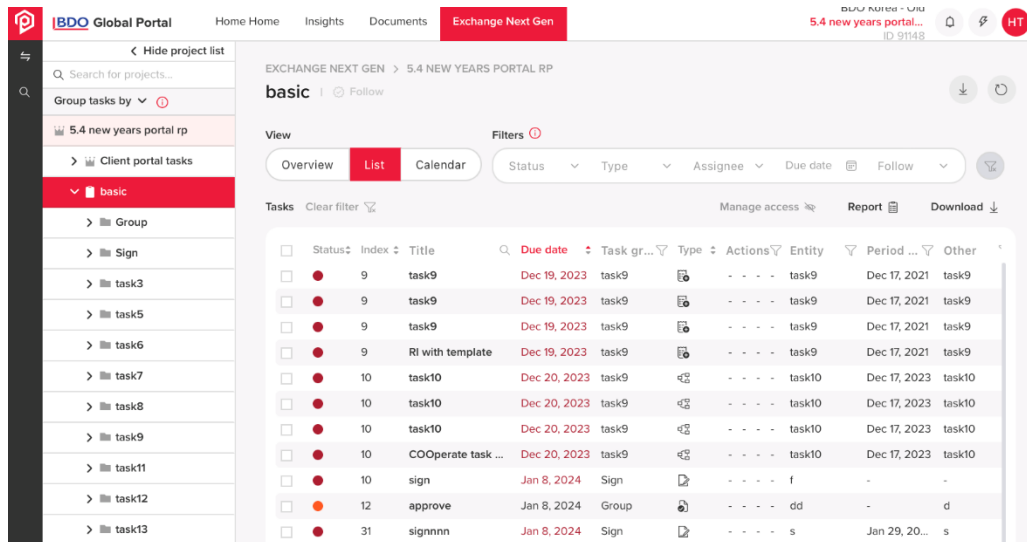 BDO Global Portal Home Home Insights Documents Exchange Next Gen
BDO Korea - Old
5.4 new years portal...
ID 91148
HT
Hide project list
Search for projects...
Group tasks by
5.4 new years portal rp
Client portal tasks
basic
Group
Sign
task3
task5
task6
task7
task8
task9
task11
task12
task13
EXCHANGE NEXT GEN > 5.4 NEW YEARS PORTAL RP
basic Follow
View Filters
Overview List Calendar Status Type Assignee Due date Follow
Tasks Clear filter Manage access Report Download
Status Index Title Due date Task gr... Type Actions Entity Period ... Other
9 task9 Dec 19, 2023 task9 - - - - task9 Dec 17, 2021 task9
9 task9 Dec 19, 2023 task9 - - - - task9 Dec 17, 2021 task9
9 task9 Dec 19, 2023 task9 - - - - task9 Dec 17, 2021 task9
9 RI with template Dec 19, 2023 task9 - - - - task9 Dec 17, 2021 task9
10 task10 Dec 20, 2023 task9 - - - - task10 Dec 17, 2023 task10
10 task10 Dec 20, 2023 task9 - - - - task10 Dec 17, 2023 task10
10 task10 Dec 20, 2023 task9 - - - - task10 Dec 17, 2023 task10
10 COOperate task ... Dec 20, 2023 task9 - - - - task10 Dec 17, 2023 task10
10 sign Jan 8, 2024 Sign - - - - f - -
12 approve Jan 8, 2024 Group - - - - dd - d
31 signnnn Jan 8, 2024 Sign - - - - s Jan 29, 20... s